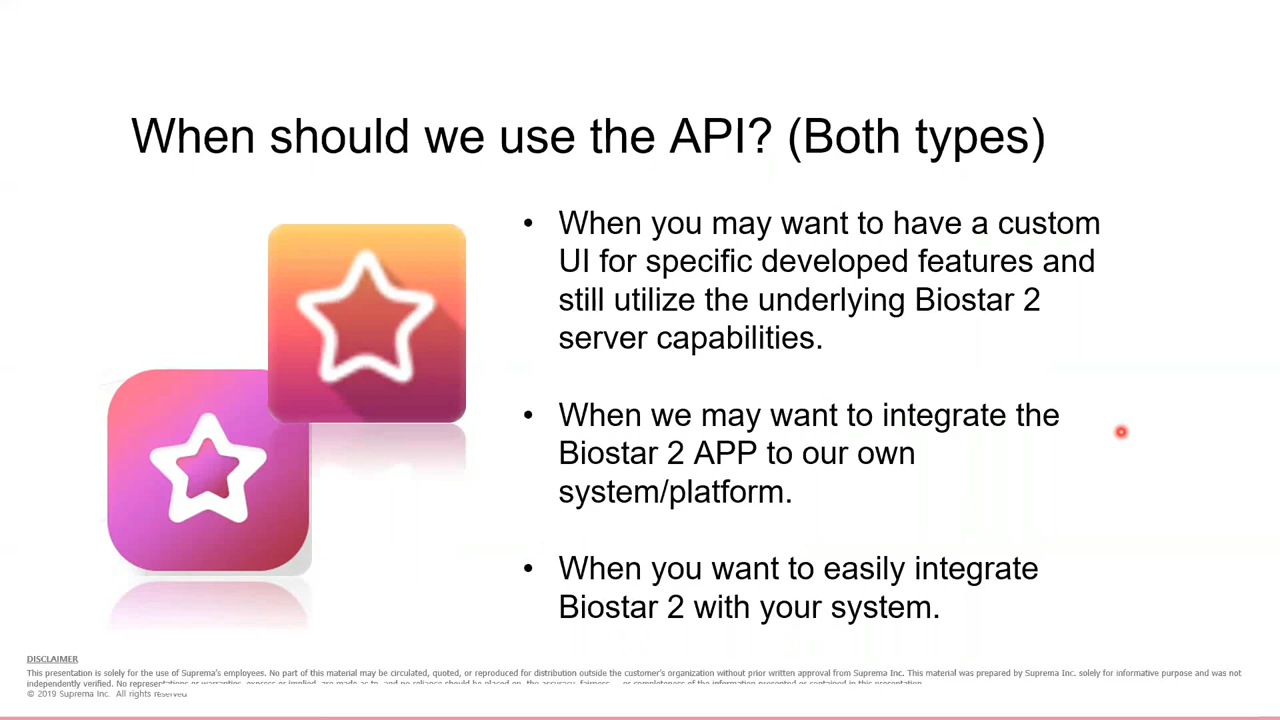 When should we use the API? (Both types)
• When you may want to have a custom
UI for specific developed features and
still utilize the underlying Biostar 2
server capabilities.
• When we may want to integrate the
Biostar 2 APP to our own
system/platform.
• When you want to easily integrate
Biostar 2 with your system.
DISCLAIMER
This presentation is solely for the use of Suprema's employees. No part of this material may be circulated, quoted, or reproduced for distribution outside the customer's organization without prior written approval from Suprema Inc. This material was prepared by Suprema Inc. solely for informative purpose and was not
independently verified. No representations or warranties, express or implied, are made as to, and no reliance should be placed on, the accuracy, fairness, or completeness of the information presented or contained in this presentation.
© 2019 Suprema Inc. All rights reserved